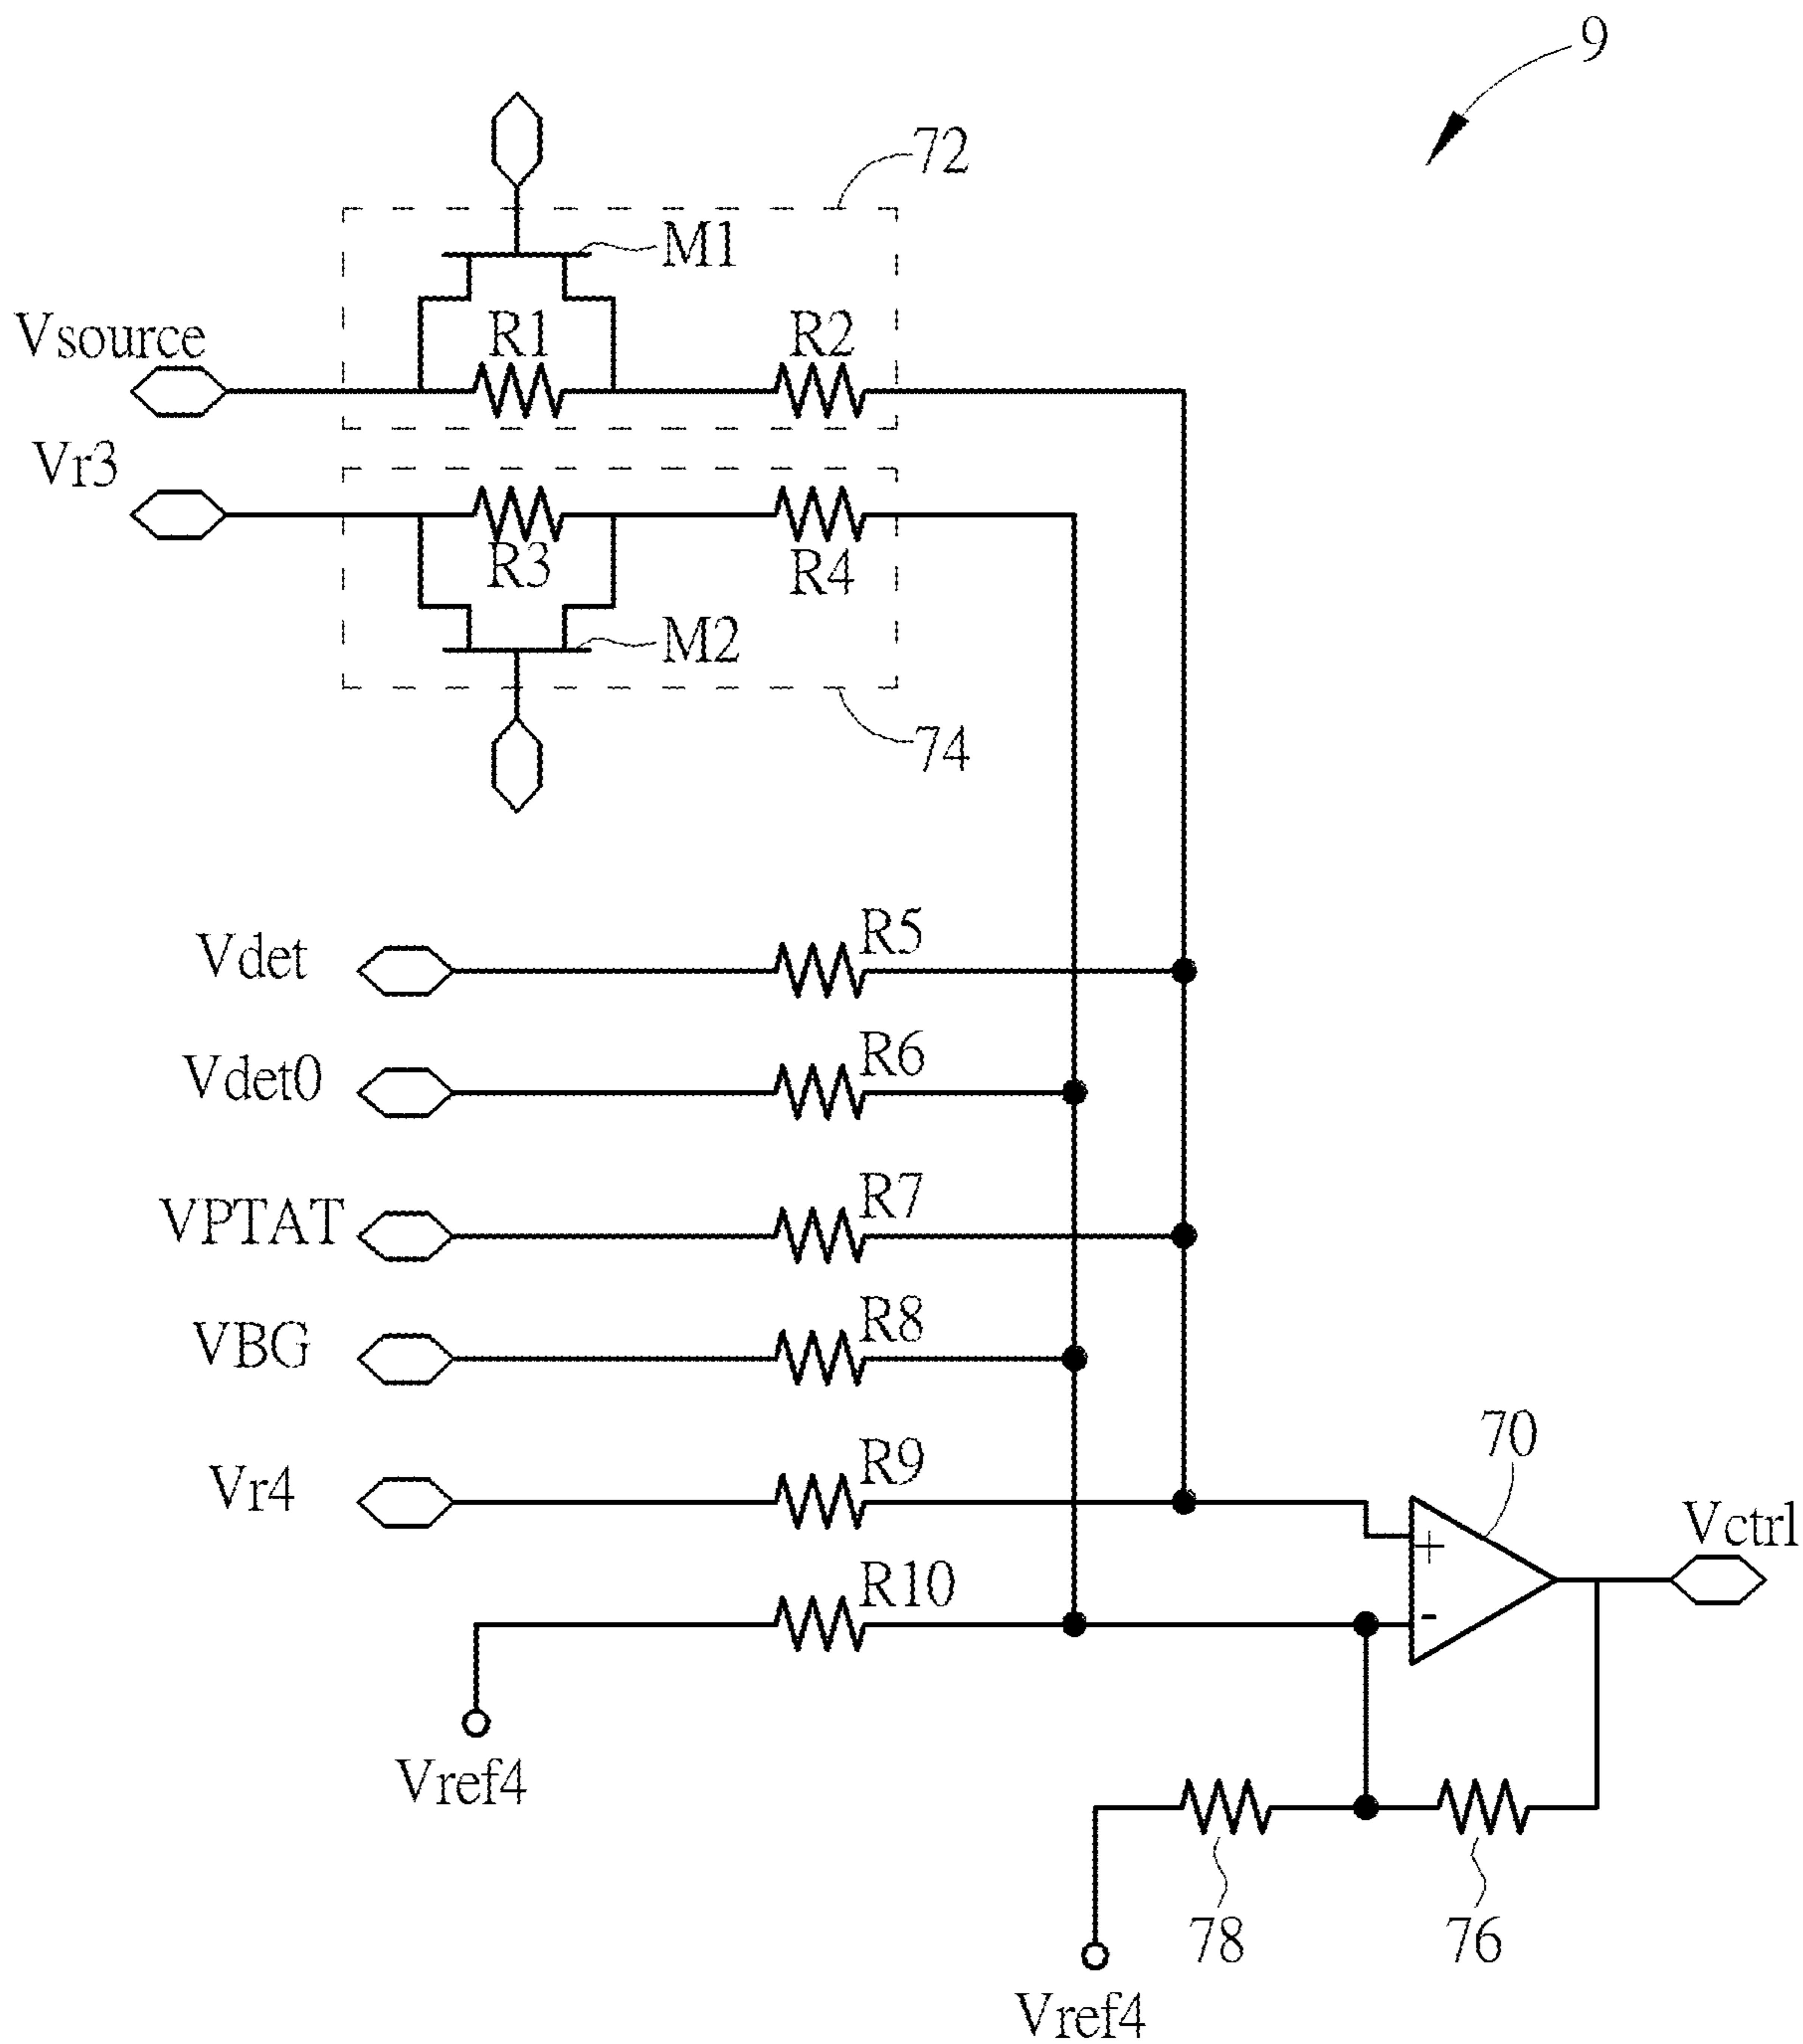 9
72
M1
Vsource
R1
R2
Vr3
R3
R4
M2
74
Vdet
R5
Vdet0
R6
VPTAT
R7
VBG
R8
Vr4
R9
70
+
Vctrl
R10
-
Vref4
78
76
Vref4